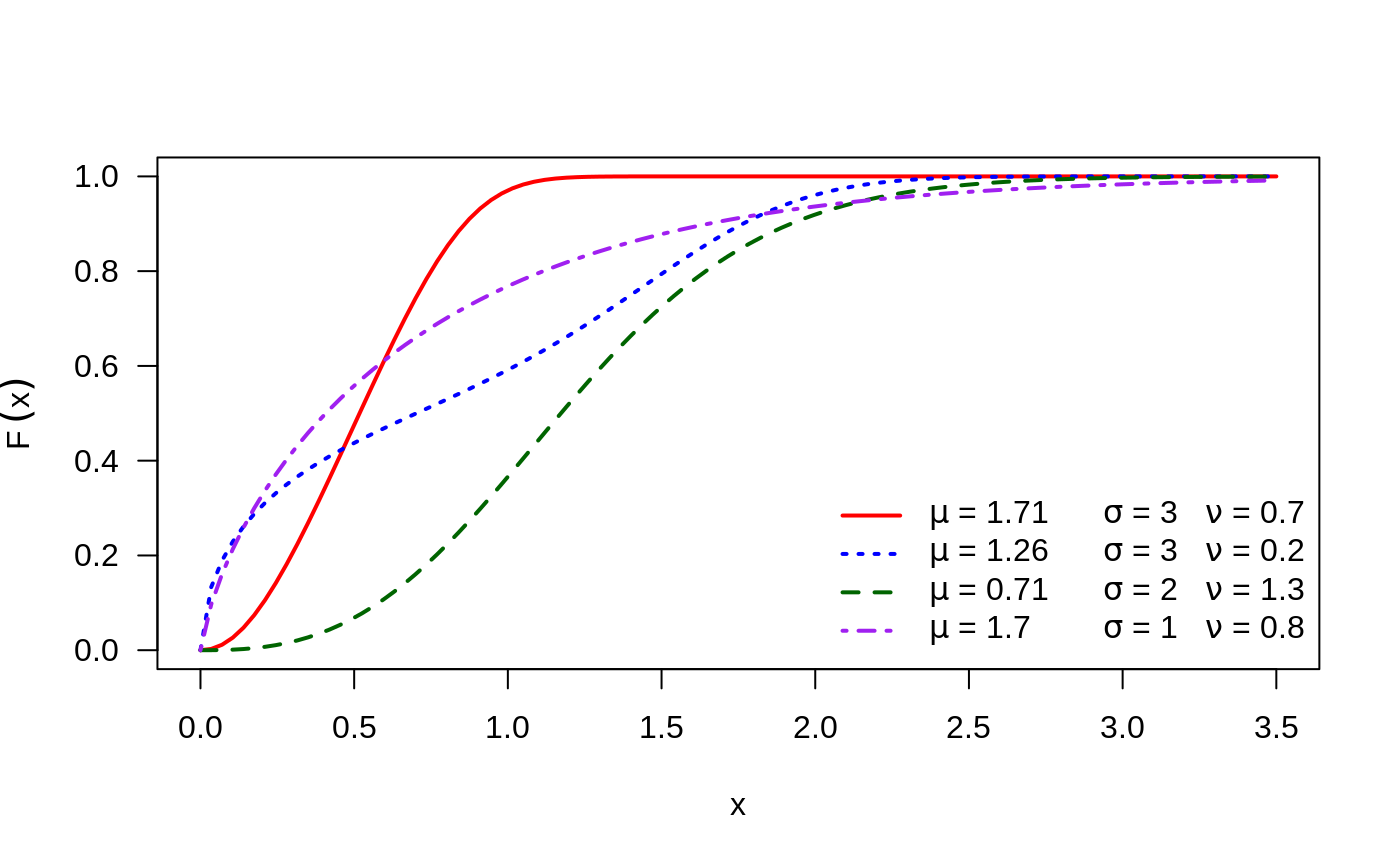 F (x)
1.0
0.8
0.6
0.4
0.2
0.0
μ = 1.71 σ = 3 ν = 0.7
μ = 1.26 σ = 3 ν = 0.2
μ = 0.71 σ = 2 ν = 1.3
μ = 1.7 σ = 1 ν = 0.8
0.0 0.5 1.0 1.5 2.0 2.5 3.0 3.5
x